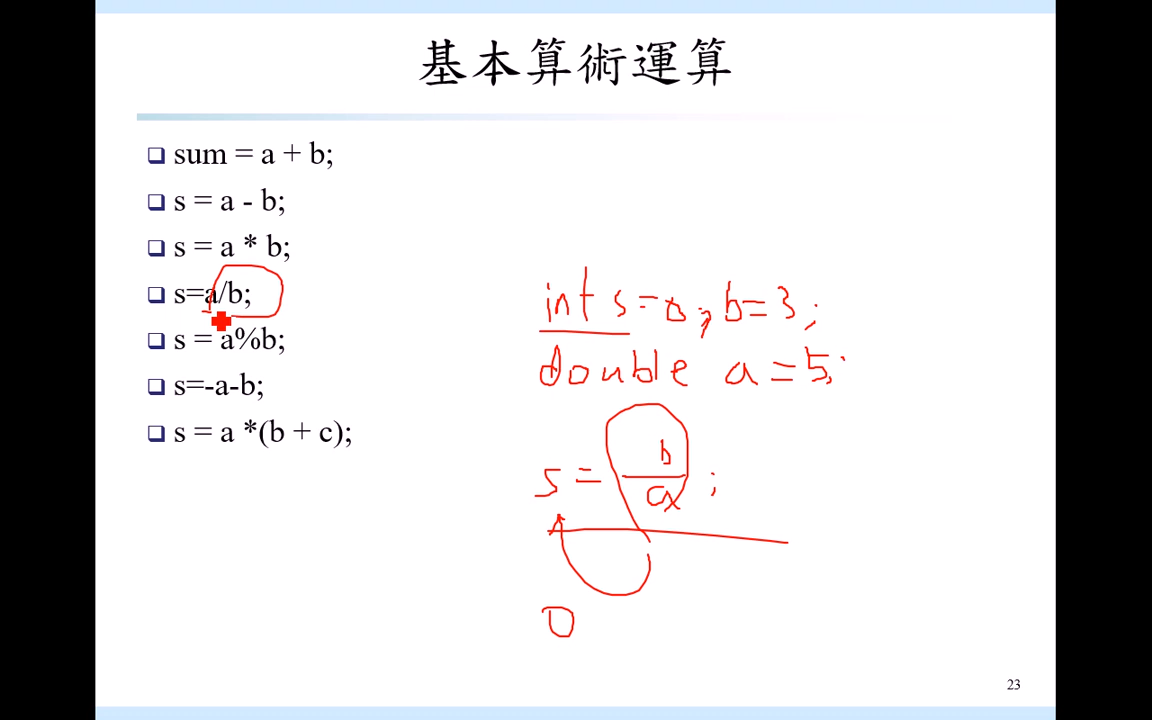 基本算術運算
sum = a + b;
s = a - b;
s = a * b;
s=a/b;
s = a%b;
s=-a-b;
s = a *(b + c);
int s=0, b=3;
double a=5;
s = b/a;
0
23